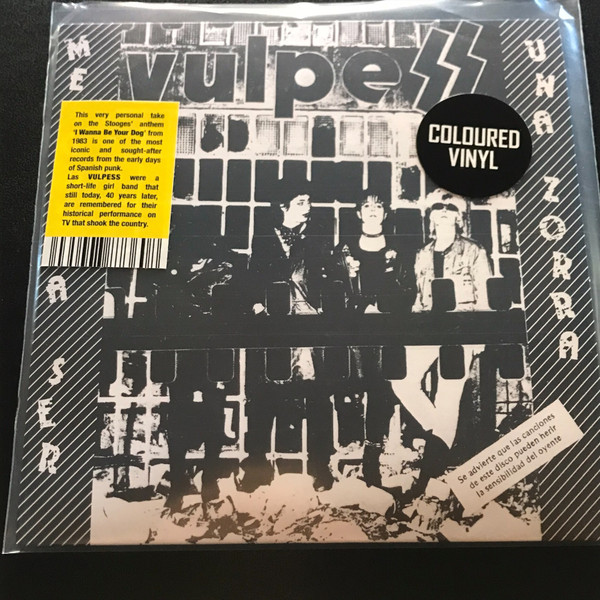 vulpess
ME
A
SER
UNA
ZORRA
This very personal take
on the Stooges' anthem
'I Wanna Be Your Dog' from
1983 is one of the most
iconic and sought-after
records from the early days
of Spanish punk.
Las VULPESS were a
short-life girl band that
still today, 40 years later,
are remembered for their
historical performance on
TV that shook the country.
COLOURED
VINYL
Se advierte que las canciones
de este disco pueden herir
la sensibilidad del oyente